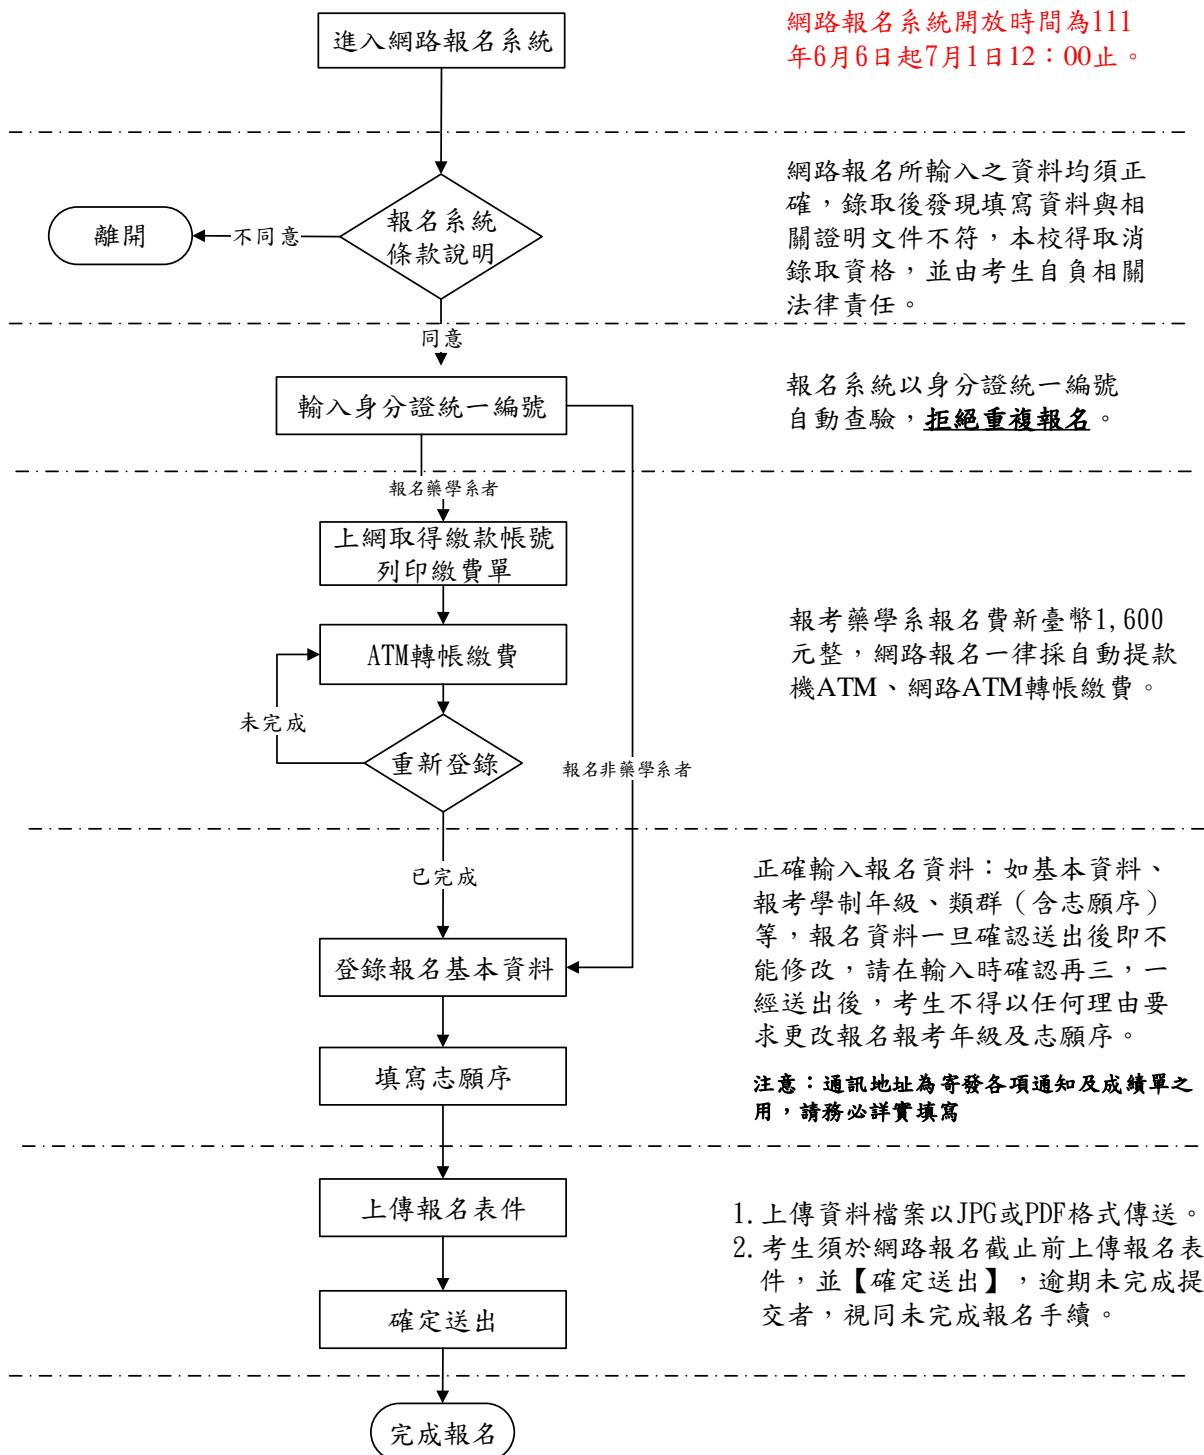 進入網路報名系統
網路報名系統開放時間為111
年6月6日起7月1日12：00止。
報名系統
條款說明
不同意
離開
網路報名所輸入之資料均須正
確，錄取後發現填寫資料與相
關證明文件不符，本校得取消
錄取資格，並由考生自負相關
法律責任。
同意
輸入身分證統一編號
報名系統以身分證統一編號
自動查驗，拒絕重複報名。
報名藥學系者
上網取得繳款帳號
列印繳費單
ATM轉帳繳費
未完成
重新登錄
報名非藥學系者
報考藥學系報名費新臺幣1,600
元整，網路報名一律採自動提款
機ATM、網路ATM轉帳繳費。
已完成
登錄報名基本資料
填寫志願序
正確輸入報名資料：如基本資料、
報考學制年級、類群（含志願序）
等，報名資料一旦確認送出後即不
能修改，請在輸入時確認再三，一
經送出後，考生不得以任何理由要
求更改報名報考年級及志願序。
注意：通訊地址為寄發各項通知及成績單之
用，請務必詳實填寫
上傳報名表件
確定送出
1.上傳資料檔案以JPG或PDF格式傳送。
2.考生須於網路報名截止前上傳報名表
件，並【確定送出】，逾期未完成提
交者，視同未完成報名手續。
完成報名